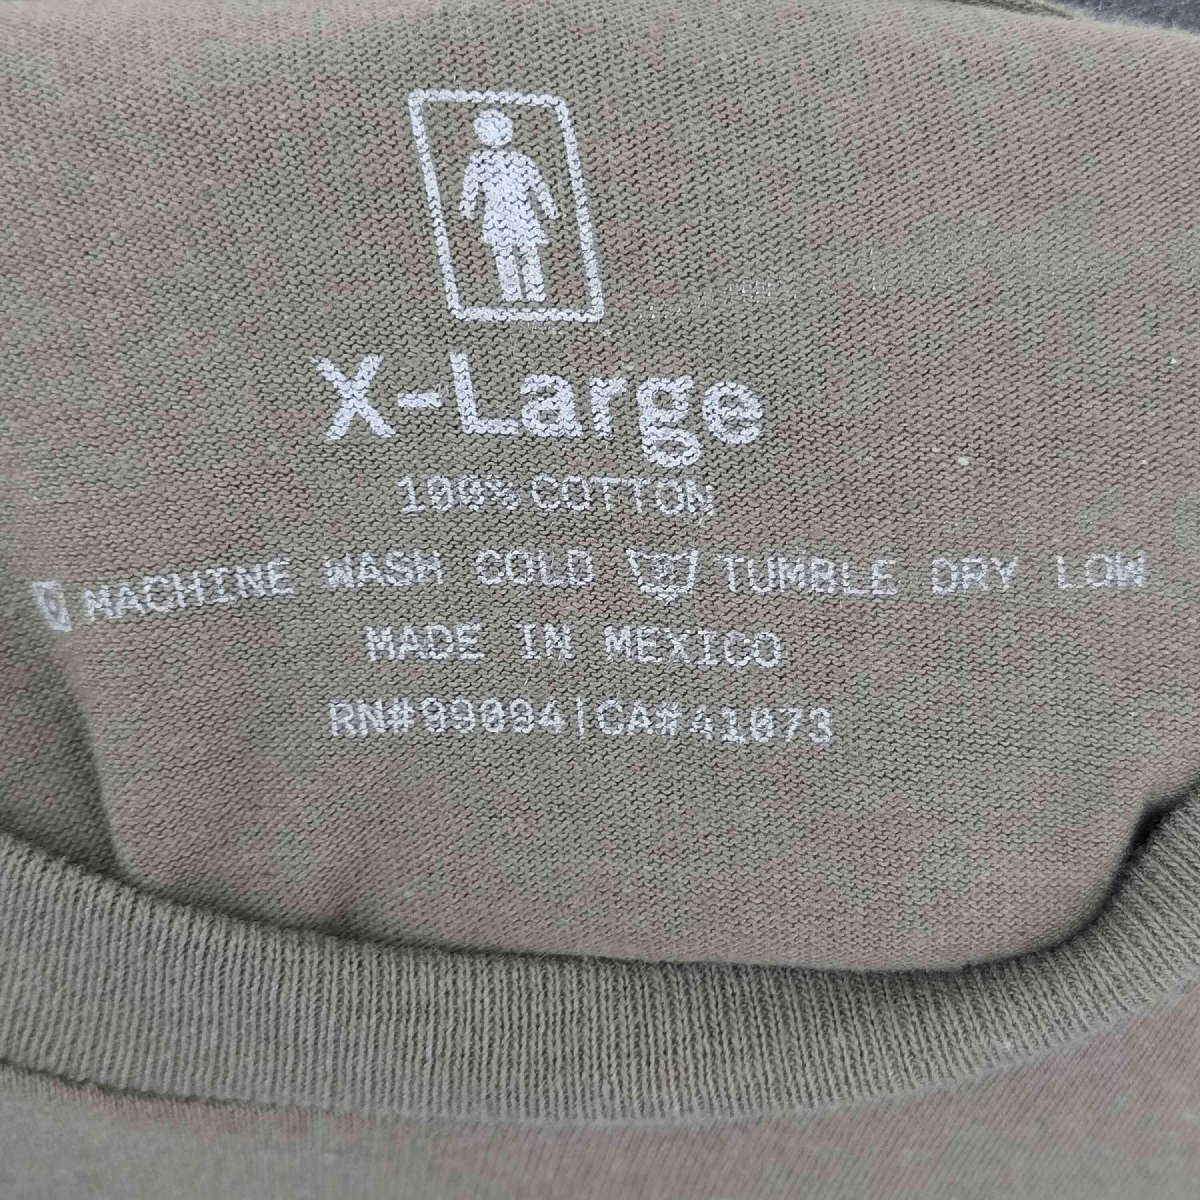 X-Large
100% COTTON
MACHINE WASH COLD TUMBLE DRY LOW
MADE IN MEXICO
RN#99094|CA#41073